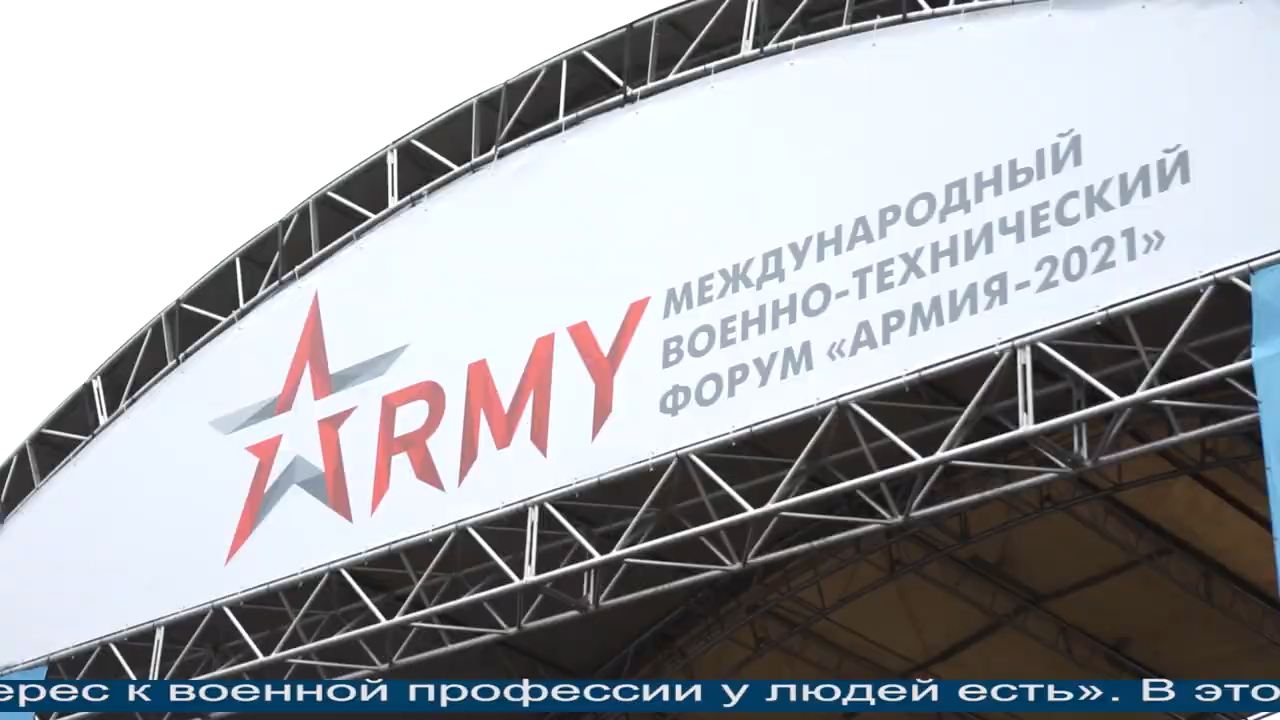 ARMY
МЕЖДУНАРОДНЫЙ
ВОЕННО-ТЕХНИЧЕСКИЙ
ФОРУМ «АРМИЯ-2021»
к военной профессии у людей есть». В